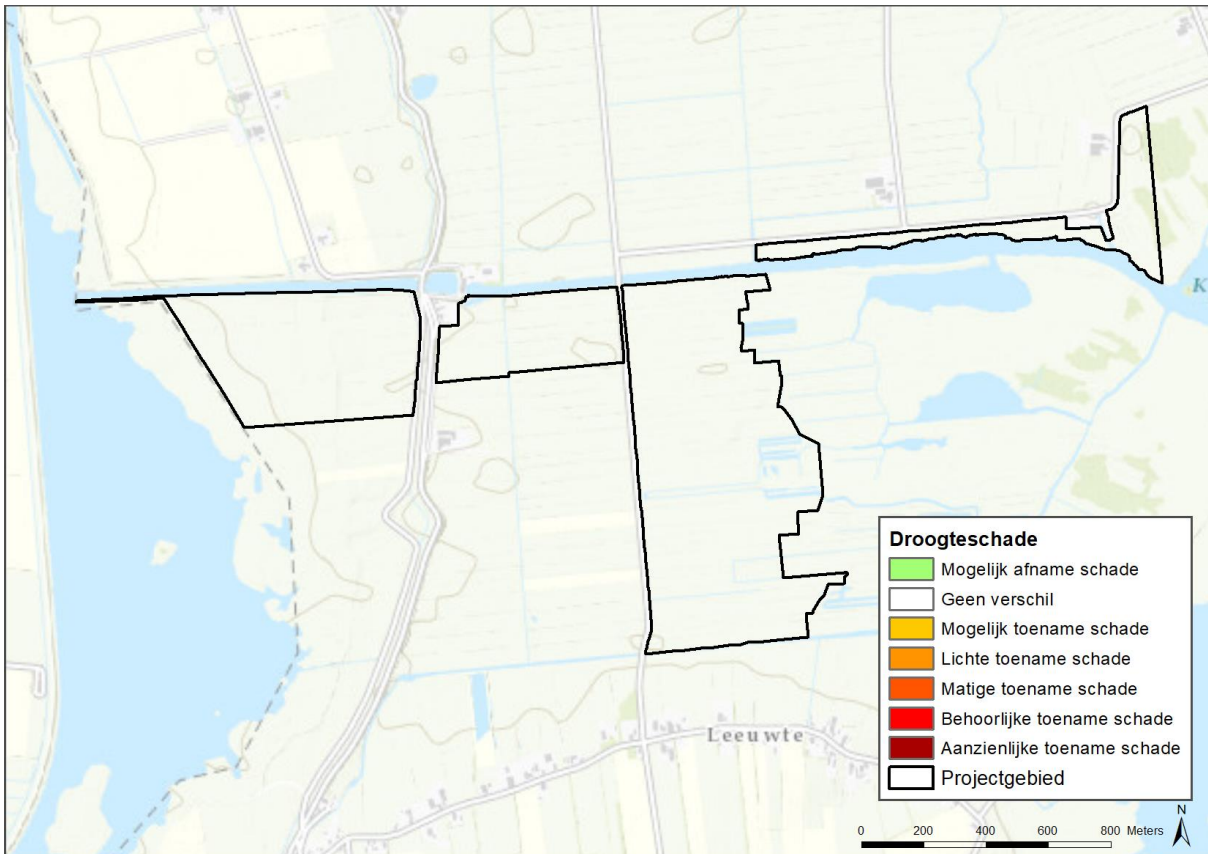 K
Leeuwte
Droogteschade
Mogelijk afname schade
Geen verschil
Mogelijk toename schade
Lichte toename schade
Matige toename schade
Behoorlijke toename schade
Aanzienlijke toename schade
Projectgebied
N
0 200 400 600 800 Meters